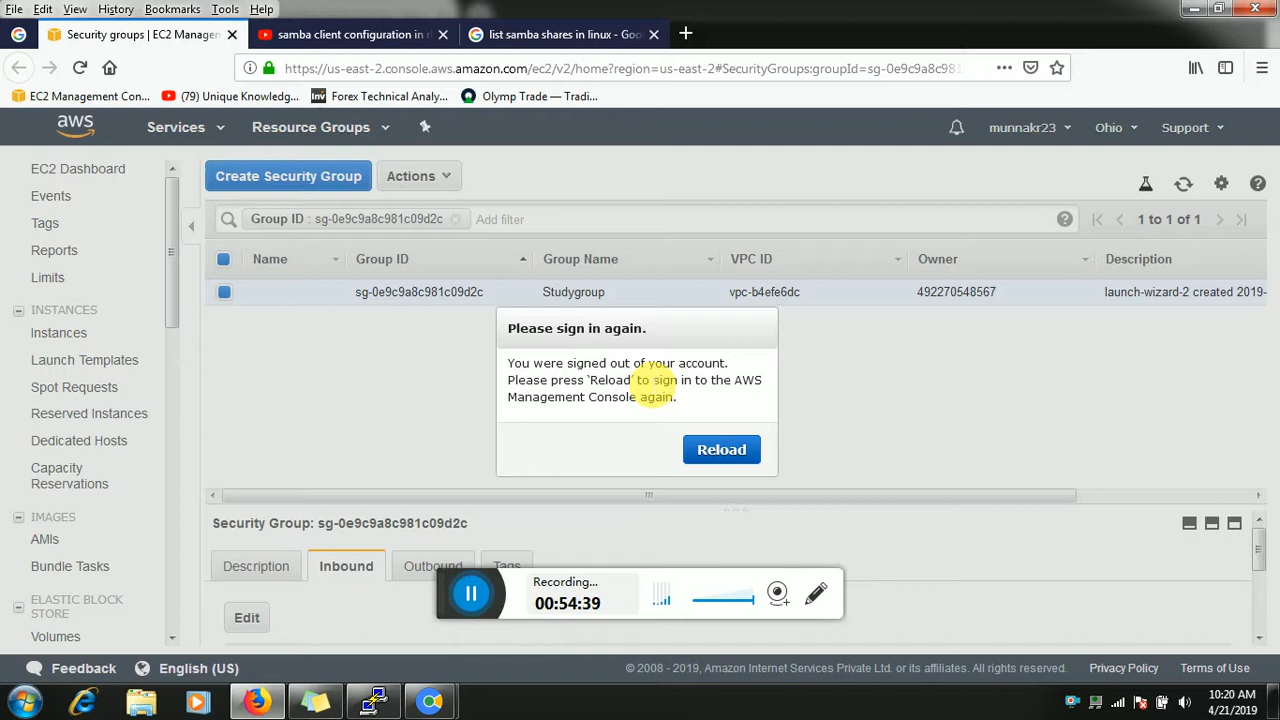 File Edit View History Bookmarks Tools Help
Security groups | EC2 Managemen
samba client configuration in r
list samba shares in linux - Goo
https://us-east-2.console.aws.amazon.com/ec2/v2/home?region=us-east-2#SecurityGroups:groupId=sg-0e9c9a8c981
EC2 Management Con... (79) Unique Knowledg... Inv Forex Technical Analy... Olymp Trade — Tradi...
aws Services Resource Groups munnakr23 Ohio Support
EC2 Dashboard
Events
Tags
Reports
Limits
INSTANCES
Instances
Launch Templates
Spot Requests
Reserved Instances
Dedicated Hosts
Capacity
Reservations
IMAGES
AMIs
Bundle Tasks
ELASTIC BLOCK
STORE
Volumes
Create Security Group Actions
Group ID : sg-0e9c9a8c981c09d2c Add filter 1 to 1 of 1
Name Group ID Group Name VPC ID Owner Description
sg-0e9c9a8c981c09d2c Studygroup vpc-b4efe6dc 492270548567 launch-wizard-2 created 2019-
Please sign in again.
You were signed out of your account.
Please press `Reload' to sign in to the AWS
Management Console again.
Reload
Security Group: sg-0e9c9a8c981c09d2c
Description Inbound Outbound Tags
Edit
Recording...
00:54:39
Feedback English (US) © 2008 - 2019, Amazon Internet Services Private Ltd. or its affiliates. All rights reserved. Privacy Policy Terms of Use
10:20 AM
4/21/2019